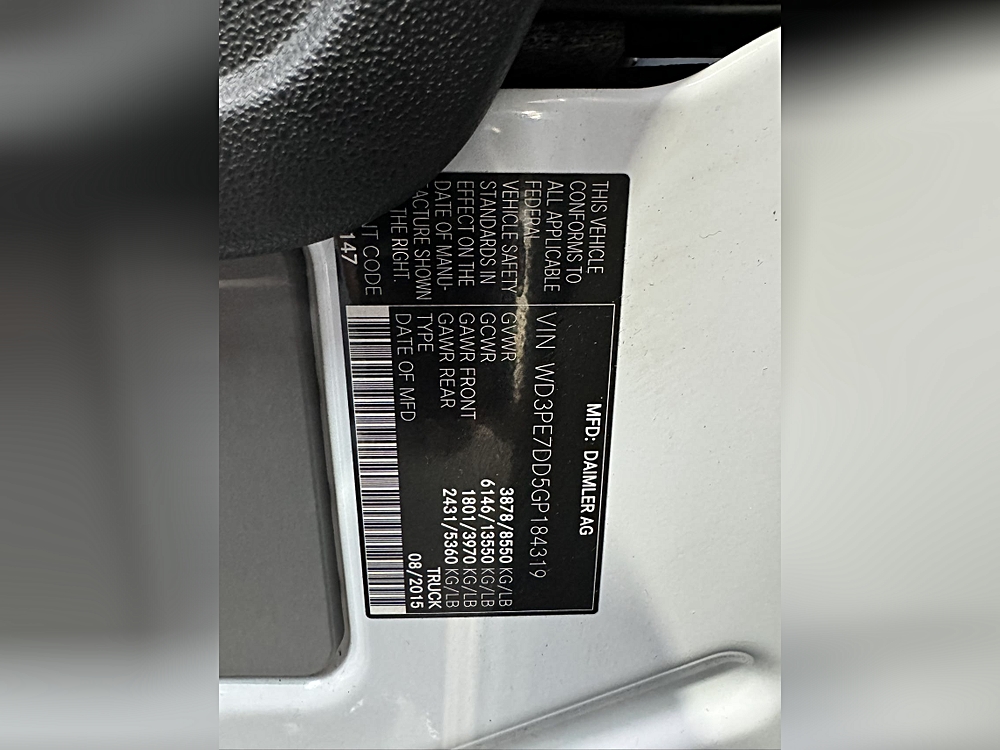 THIS VEHICLE
CONFORMS TO
ALL APPLICABLE
FEDERAL
VEHICLE SAFETY
STANDARDS IN
EFFECT ON THE
DATE OF MANU-
ACTURE SHOWN
THE RIGHT.
CODE
147
MFD: DAIMLER AG
VIN WD3PE7DD5GP184319
GVWR 3878/8550 KG/LB
GCWR 6146/13550 KG/LB
GAWR FRONT 1801/3970 KG/LB
GAWR REAR 2431/5360 KG/LB
TYPE TRUCK
DATE OF MFD 08/2015